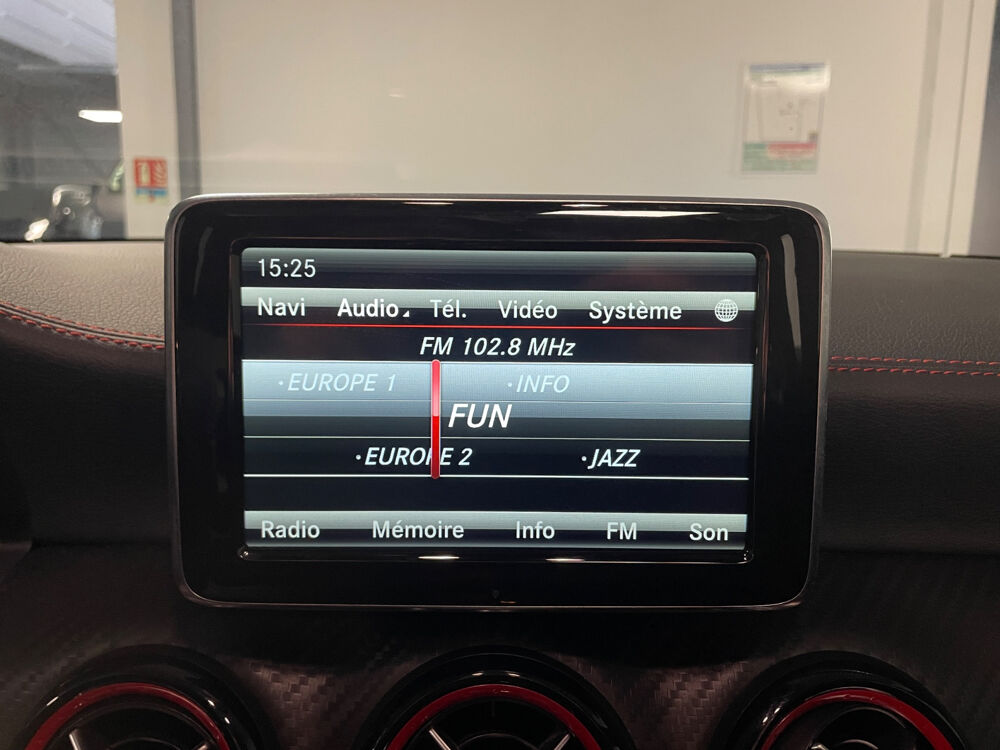 15:25
Navi Audio Tél. Vidéo Système
FM 102.8 MHz
·EUROPE 1 ·INFO
FUN
·EUROPE 2 ·JAZZ
Radio Mémoire Info FM Son